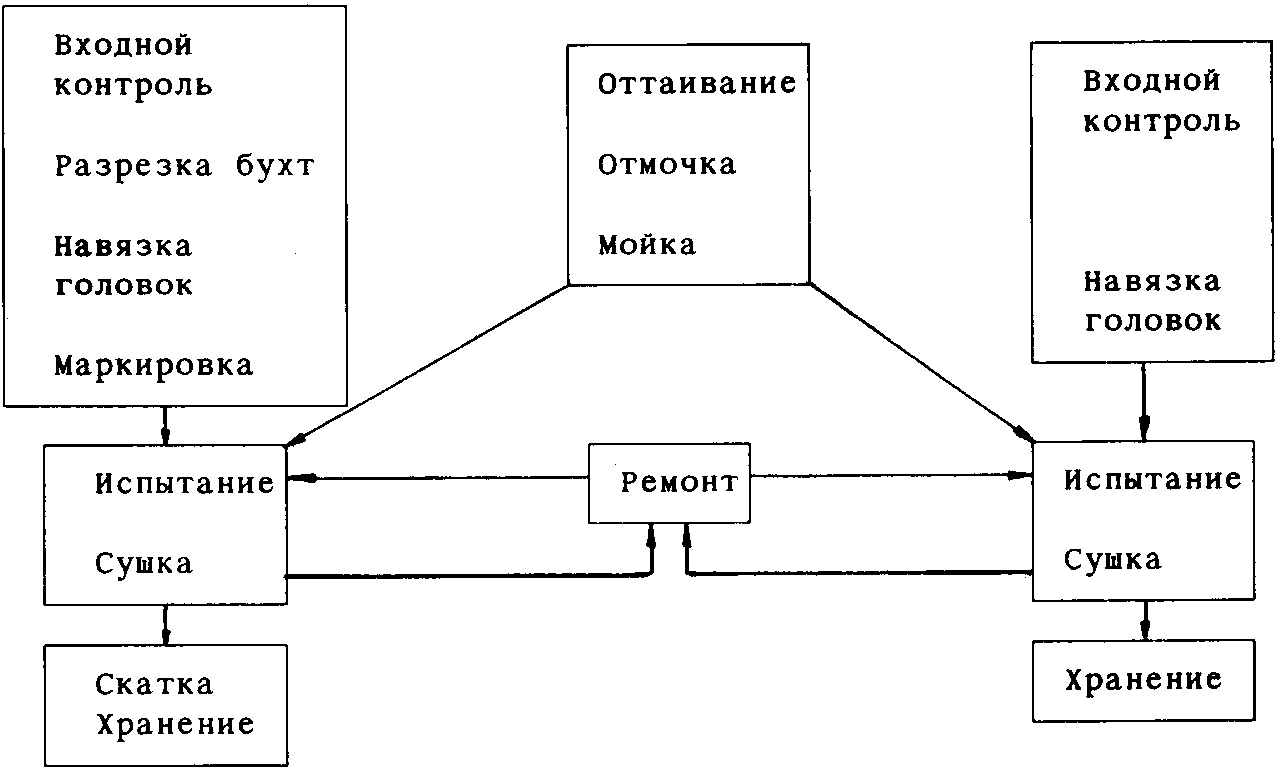 Входной
контроль
Разрезка бухт
Навязка
головок
Маркировка
Оттаивание
Отмочка
Мойка
Входной
контроль
Навязка
головок
Испытание
Сушка
Ремонт
Испытание
Сушка
Скатка
Хранение
Хранение